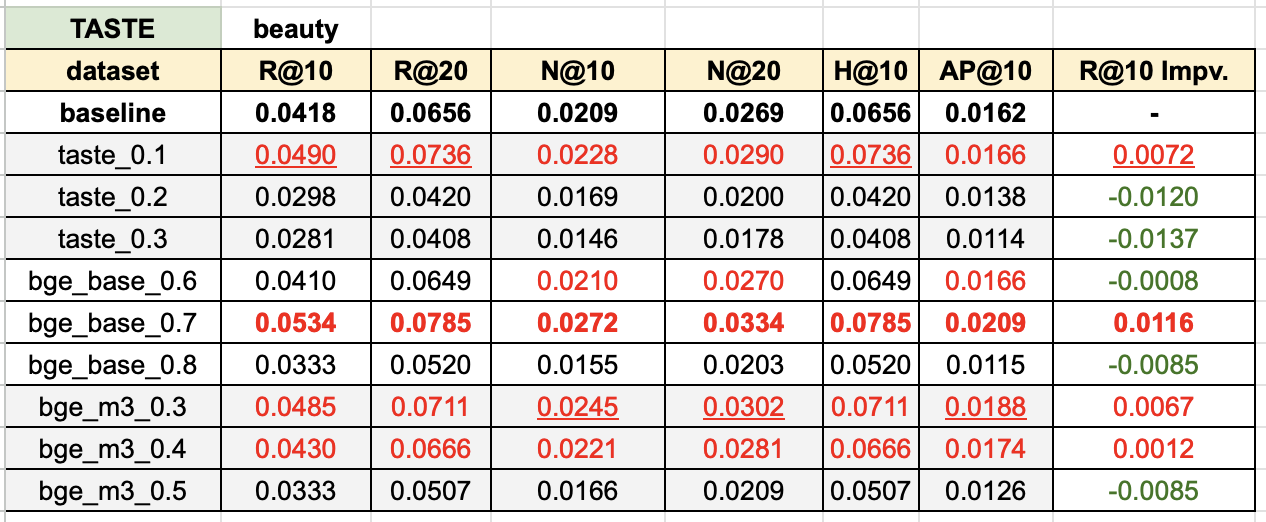 TASTE beauty
dataset R@10 R@20 N@10 N@20 H@10 AP@10 R@10 Impv.
baseline 0.0418 0.0656 0.0209 0.0269 0.0656 0.0162 -
taste_0.1 0.0490 0.0736 0.0228 0.0290 0.0736 0.0166 0.0072
taste_0.2 0.0298 0.0420 0.0169 0.0200 0.0420 0.0138 -0.0120
taste_0.3 0.0281 0.0408 0.0146 0.0178 0.0408 0.0114 -0.0137
bge_base_0.6 0.0410 0.0649 0.0210 0.0270 0.0649 0.0166 -0.0008
bge_base_0.7 0.0534 0.0785 0.0272 0.0334 0.0785 0.0209 0.0116
bge_base_0.8 0.0333 0.0520 0.0155 0.0203 0.0520 0.0115 -0.0085
bge_m3_0.3 0.0485 0.0711 0.0245 0.0302 0.0711 0.0188 0.0067
bge_m3_0.4 0.0430 0.0666 0.0221 0.0281 0.0666 0.0174 0.0012
bge_m3_0.5 0.0333 0.0507 0.0166 0.0209 0.0507 0.0126 -0.0085